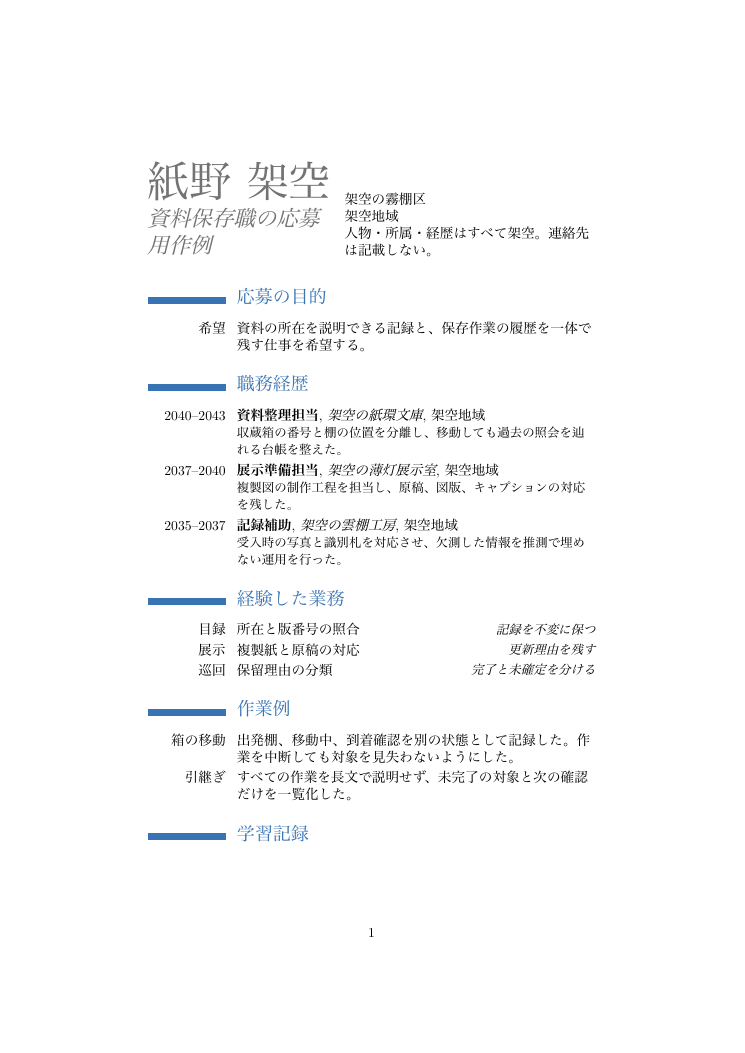 紙野 架空
資料保存職の応募
用作例
架空の霧棚区
架空地域
人物・所属・経歴はすべて架空。連絡先
は記載しない。
応募の目的
希望 資料の所在を説明できる記録と、保存作業の履歴を一体で
残す仕事を希望する。
職務経歴
2040–2043 資料整理担当, 架空の紙環文庫, 架空地域
収蔵箱の番号と棚の位置を分離し、移動しても過去の照会を辿
れる台帳を整えた。
2037–2040 展示準備担当, 架空の薄灯展示室, 架空地域
複製図の制作工程を担当し、原稿、図版、キャプションの対応
を残した。
2035–2037 記録補助, 架空の雲棚工房, 架空地域
受入時の写真と識別札を対応させ、欠測した情報を推測で埋め
ない運用を行った。
経験した業務
目録 所在と版番号の照合 記録を不変に保つ
展示 複製紙と原稿の対応 更新理由を残す
巡回 保留理由の分類 完了と未確定を分ける
作業例
箱の移動 出発棚、移動中、到着確認を別の状態として記録した。作
業を中断しても対象を見失わないようにした。
引継ぎ すべての作業を長文で説明せず、未完了の対象と次の確認
だけを一覧化した。
学習記録
1